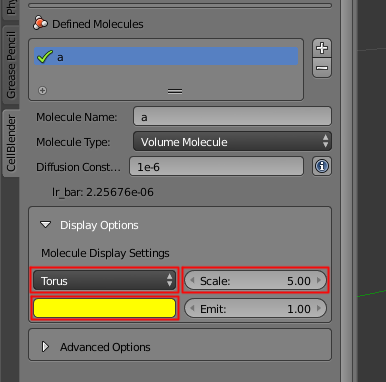 Defined Molecules
a
Molecule Name: a
Molecule Type: Volume Molecule
Diffusion Const... 1e-6
lr_bar: 2.25676e-06
Display Options
Molecule Display Settings
Torus Scale: 5.00
Emit: 1.00
Advanced Options
Grease Pencil
CellBlender